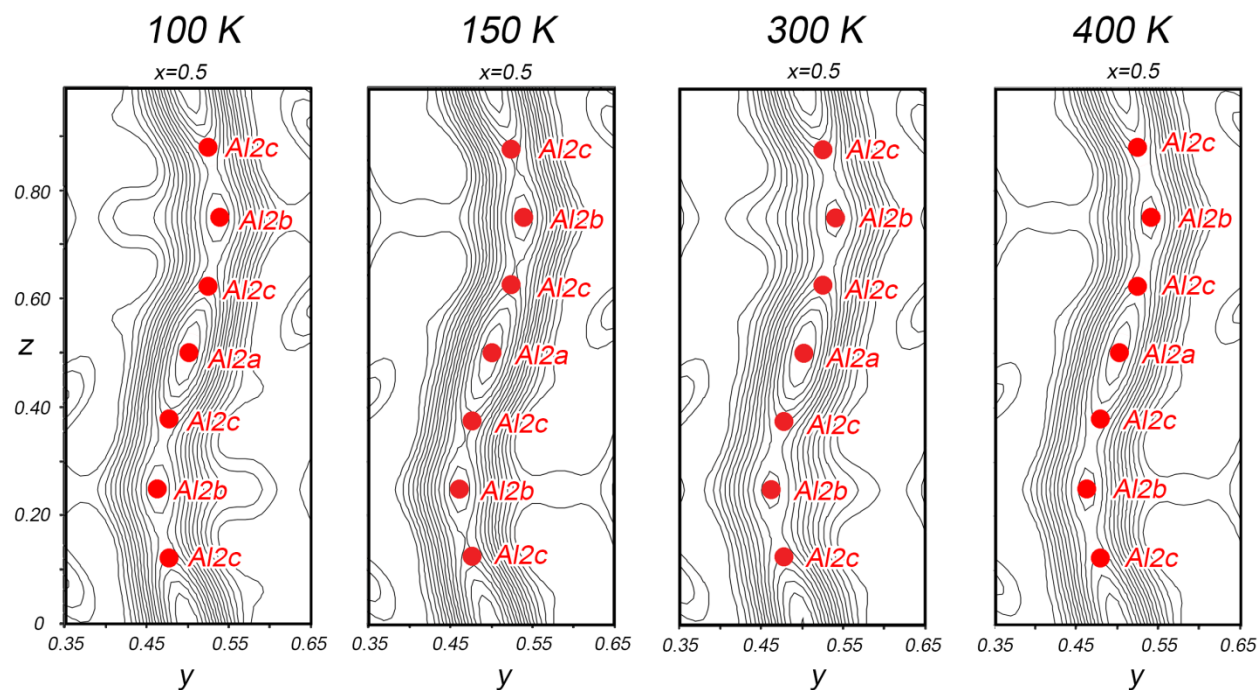 100 K 150 K 300 K 400 K
x=0.5 x=0.5 x=0.5 x=0.5
Al2c Al2c Al2c Al2c
0.80
Al2b Al2b Al2b Al2b
0.60
Al2c Al2c Al2c Al2c
z
Al2a Al2a Al2a Al2a
0.40
Al2c Al2c Al2c Al2c
Al2b Al2b Al2b Al2b
0.20
Al2c Al2c Al2c Al2c
0
0.35 0.45 0.55 0.65 0.35 0.45 0.55 0.65 0.35 0.45 0.55 0.65 0.35 0.45 0.55 0.65
y y y y